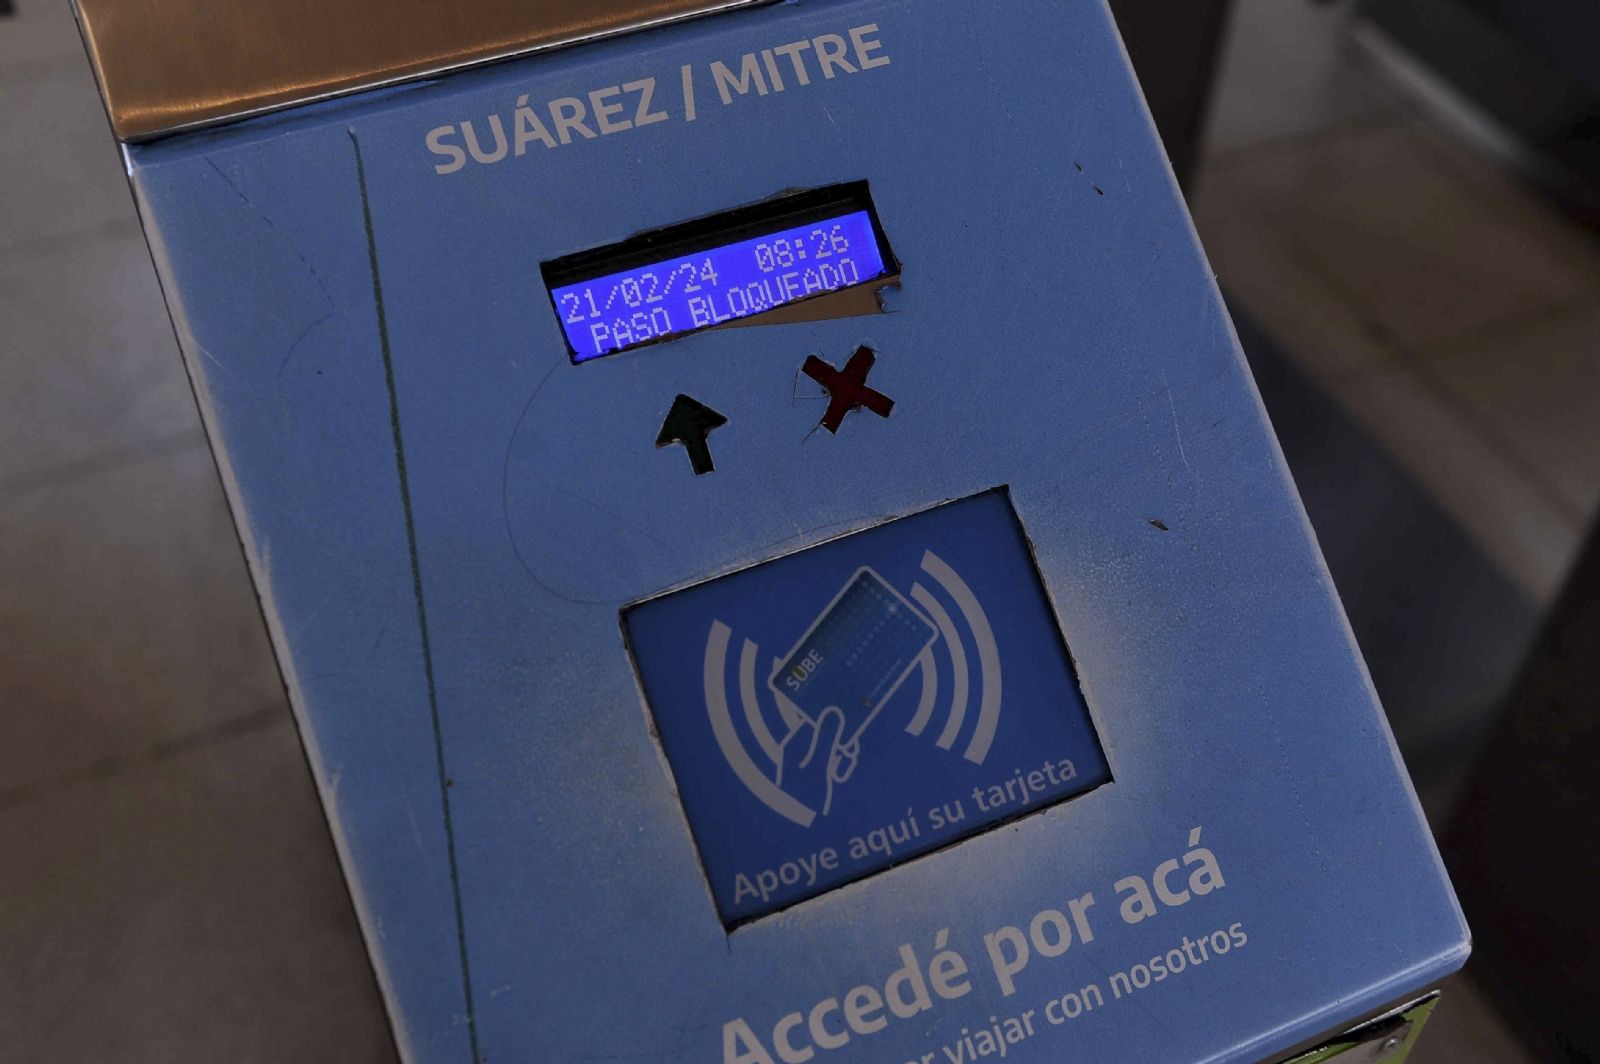 SUÁREZ / MITRE
21/02/24 08:26
PASO BLOQUEADO
SUBE
Apoye aquí su tarjeta
Accedé por acá
viajar con nosotros